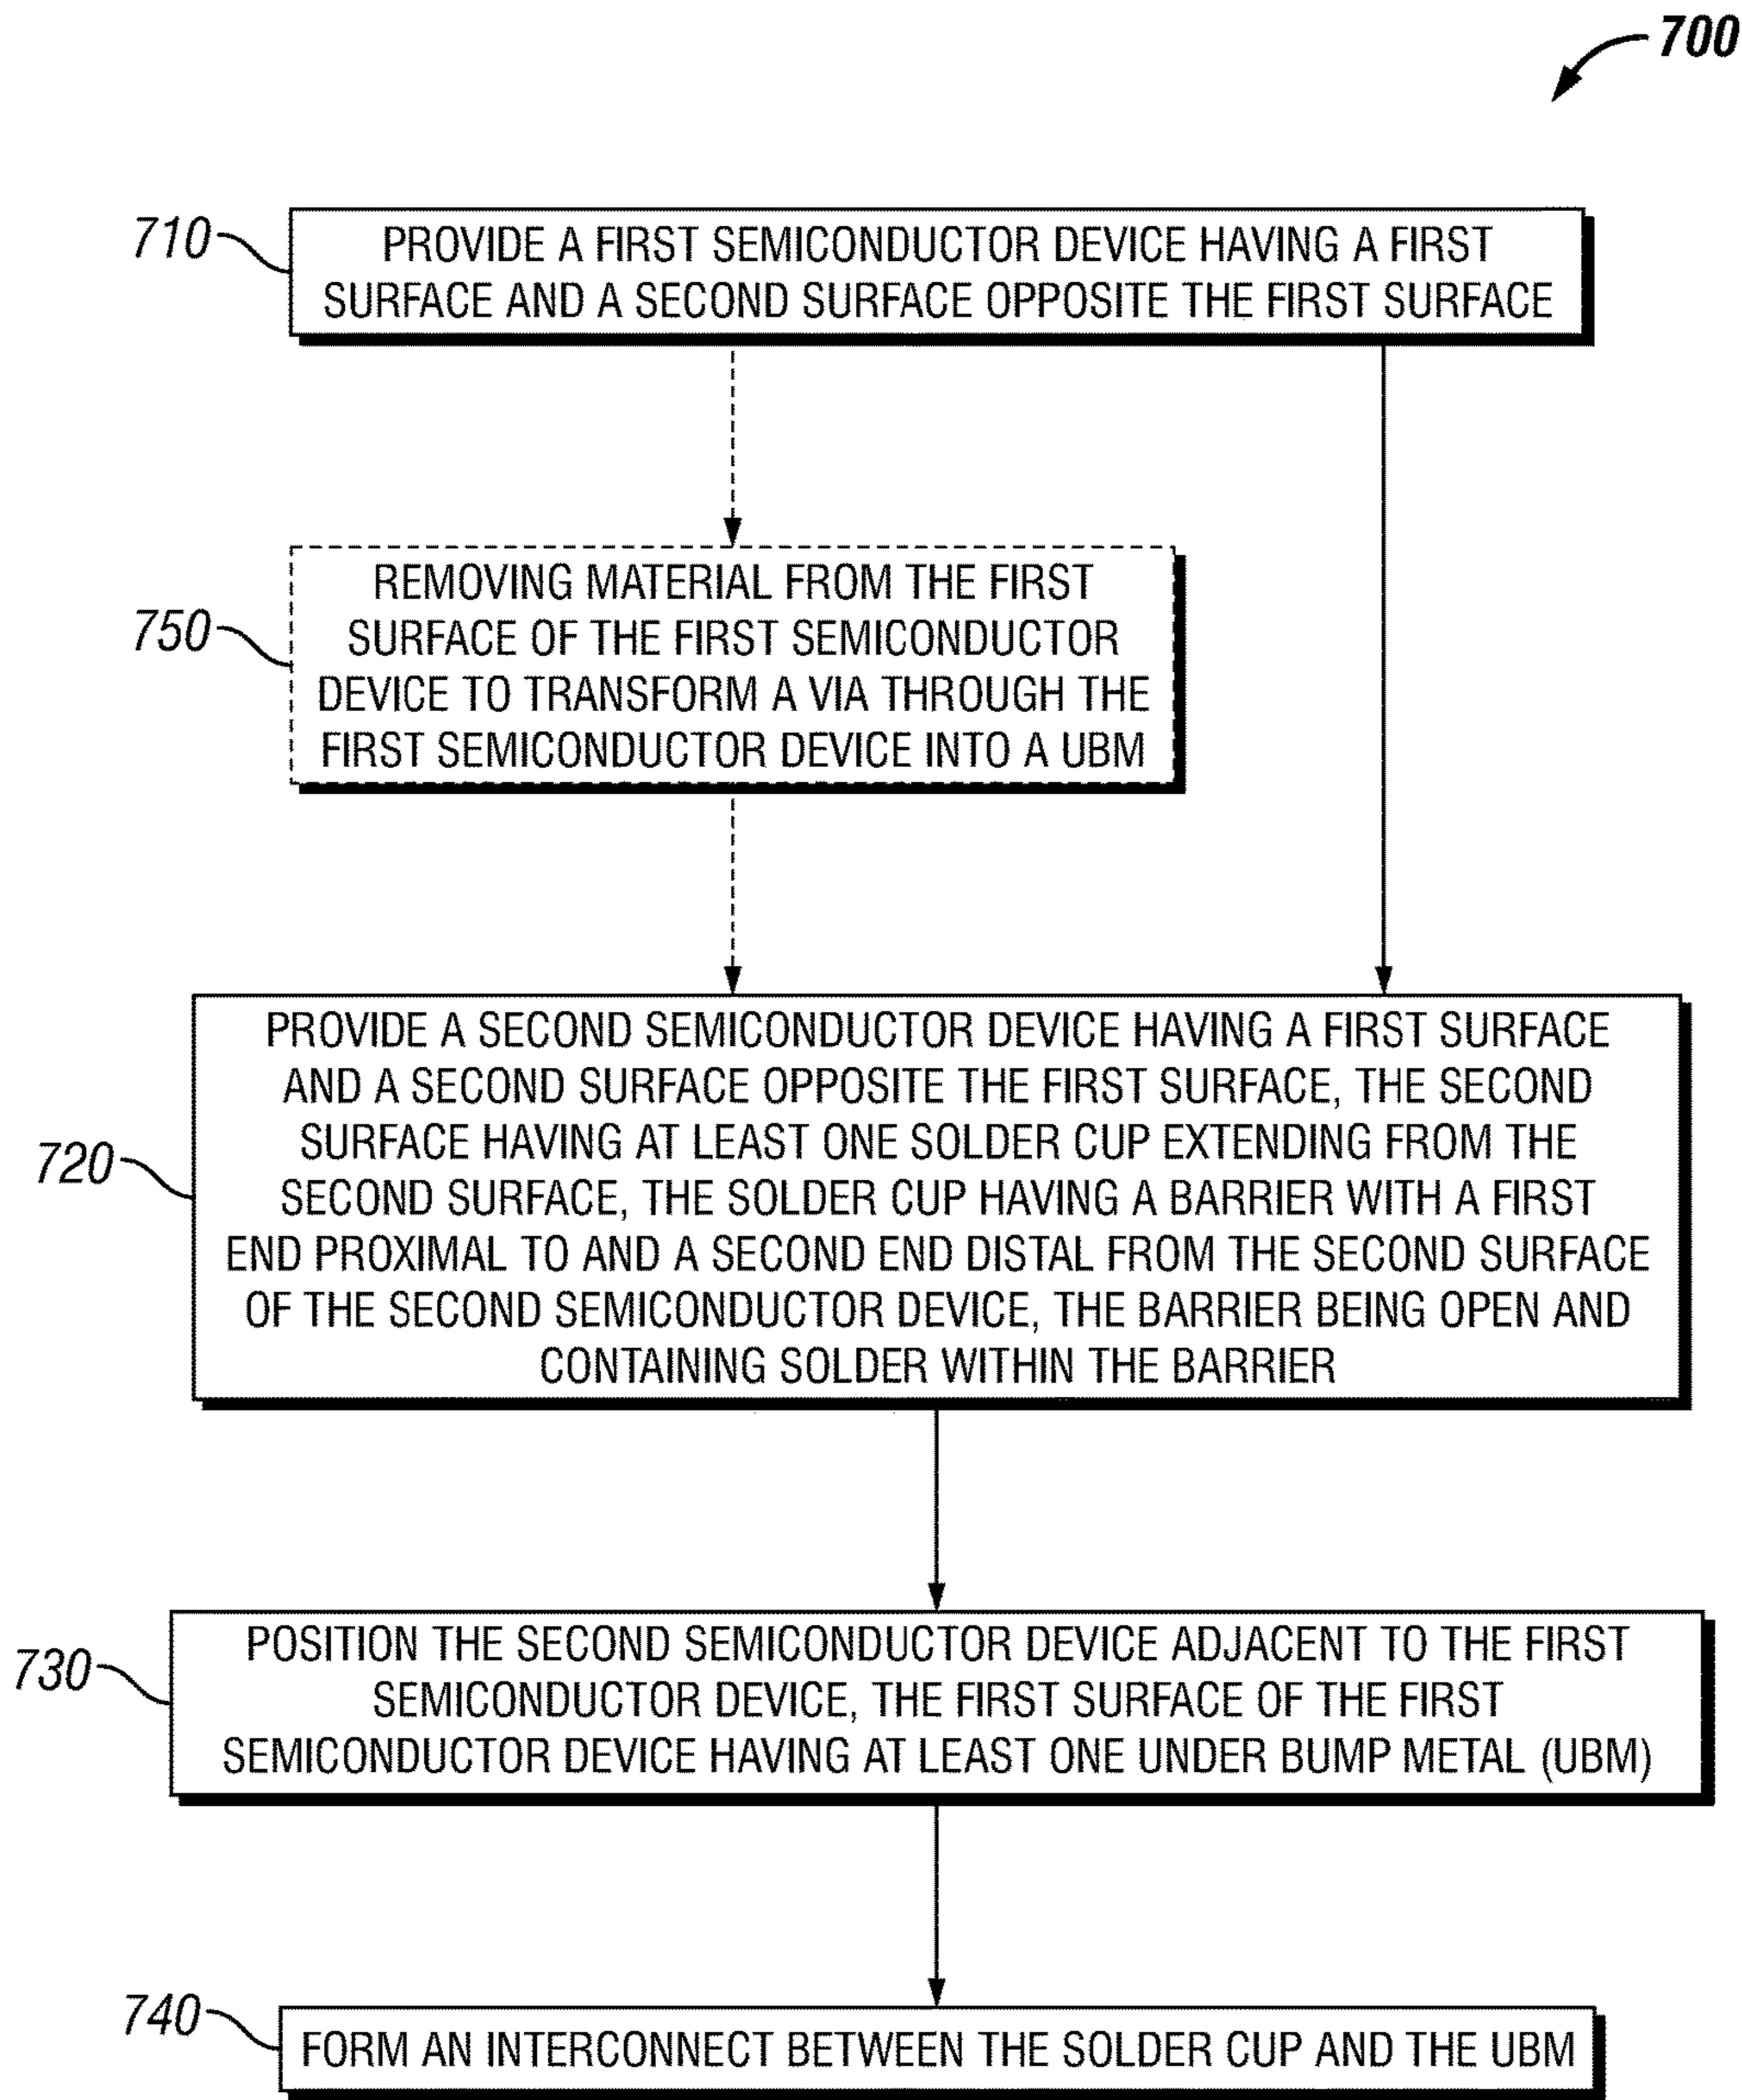 700
710
PROVIDE A FIRST SEMICONDUCTOR DEVICE HAVING A FIRST
SURFACE AND A SECOND SURFACE OPPOSITE THE FIRST SURFACE
750
REMOVING MATERIAL FROM THE FIRST
SURFACE OF THE FIRST SEMICONDUCTOR
DEVICE TO TRANSFORM A VIA THROUGH THE
FIRST SEMICONDUCTOR DEVICE INTO A UBM
720
PROVIDE A SECOND SEMICONDUCTOR DEVICE HAVING A FIRST SURFACE
AND A SECOND SURFACE OPPOSITE THE FIRST SURFACE, THE SECOND
SURFACE HAVING AT LEAST ONE SOLDER CUP EXTENDING FROM THE
SECOND SURFACE, THE SOLDER CUP HAVING A BARRIER WITH A FIRST
END PROXIMAL TO AND A SECOND END DISTAL FROM THE SECOND SURFACE
OF THE SECOND SEMICONDUCTOR DEVICE, THE BARRIER BEING OPEN AND
CONTAINING SOLDER WITHIN THE BARRIER
730
POSITION THE SECOND SEMICONDUCTOR DEVICE ADJACENT TO THE FIRST
SEMICONDUCTOR DEVICE, THE FIRST SURFACE OF THE FIRST
SEMICONDUCTOR DEVICE HAVING AT LEAST ONE UNDER BUMP METAL (UBM)
740
FORM AN INTERCONNECT BETWEEN THE SOLDER CUP AND THE UBM